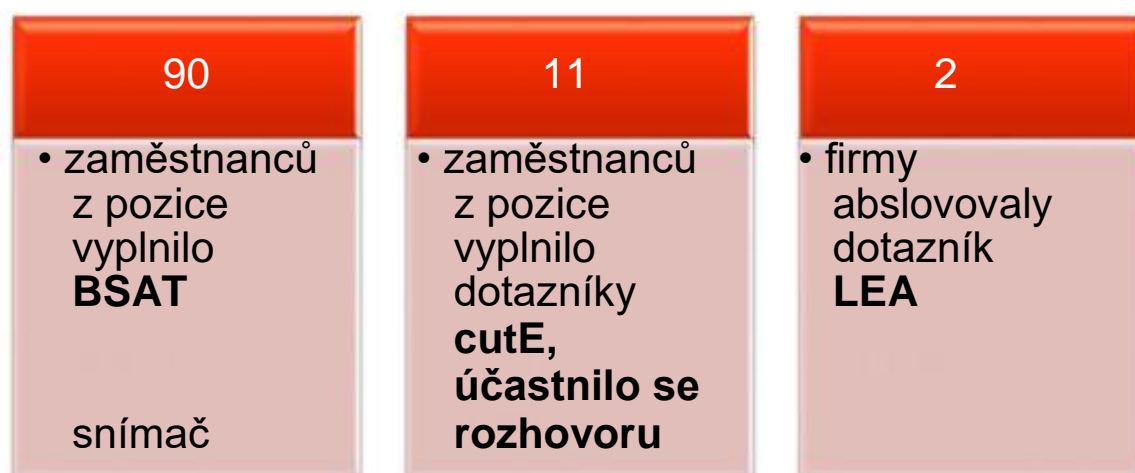 90
• zaměstnanců
z pozice
vyplnilo
BSAT
snímač
11
• zaměstnanců
z pozice
vyplnilo
dotazníky
cutE,
účastnilo se
rozhovoru
2
• firmy
abslovovaly
dotazník
LEA